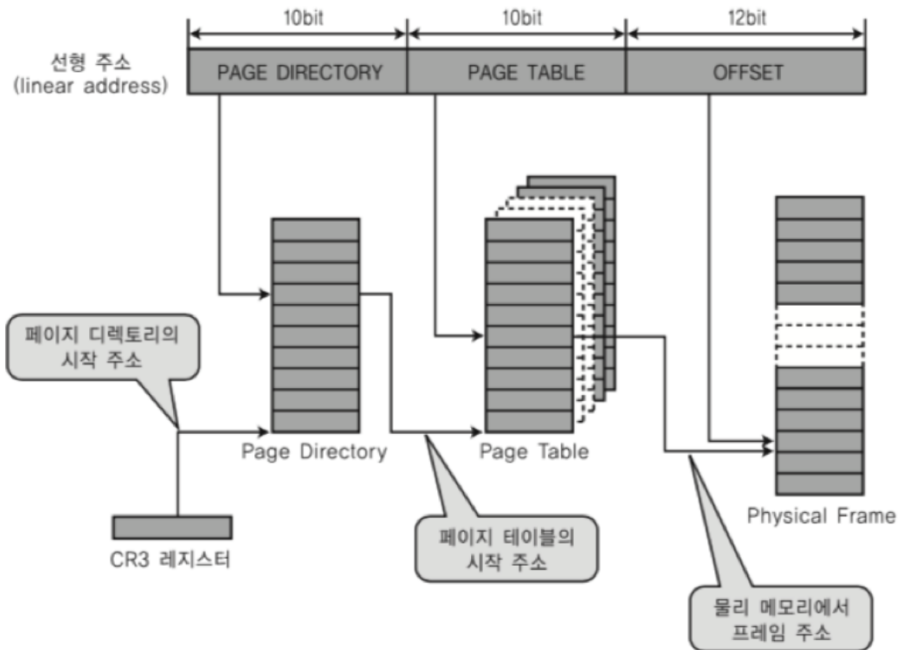 10bit
10bit
12bit
선형 주소
(linear address)
PAGE DIRECTORY
PAGE TABLE
OFFSET
페이지 디렉토리의
시작 주소
Page Directory
Page Table
Physical Frame
CR3 레지스터
페이지 테이블의
시작 주소
물리 메모리에서
프레임 주소